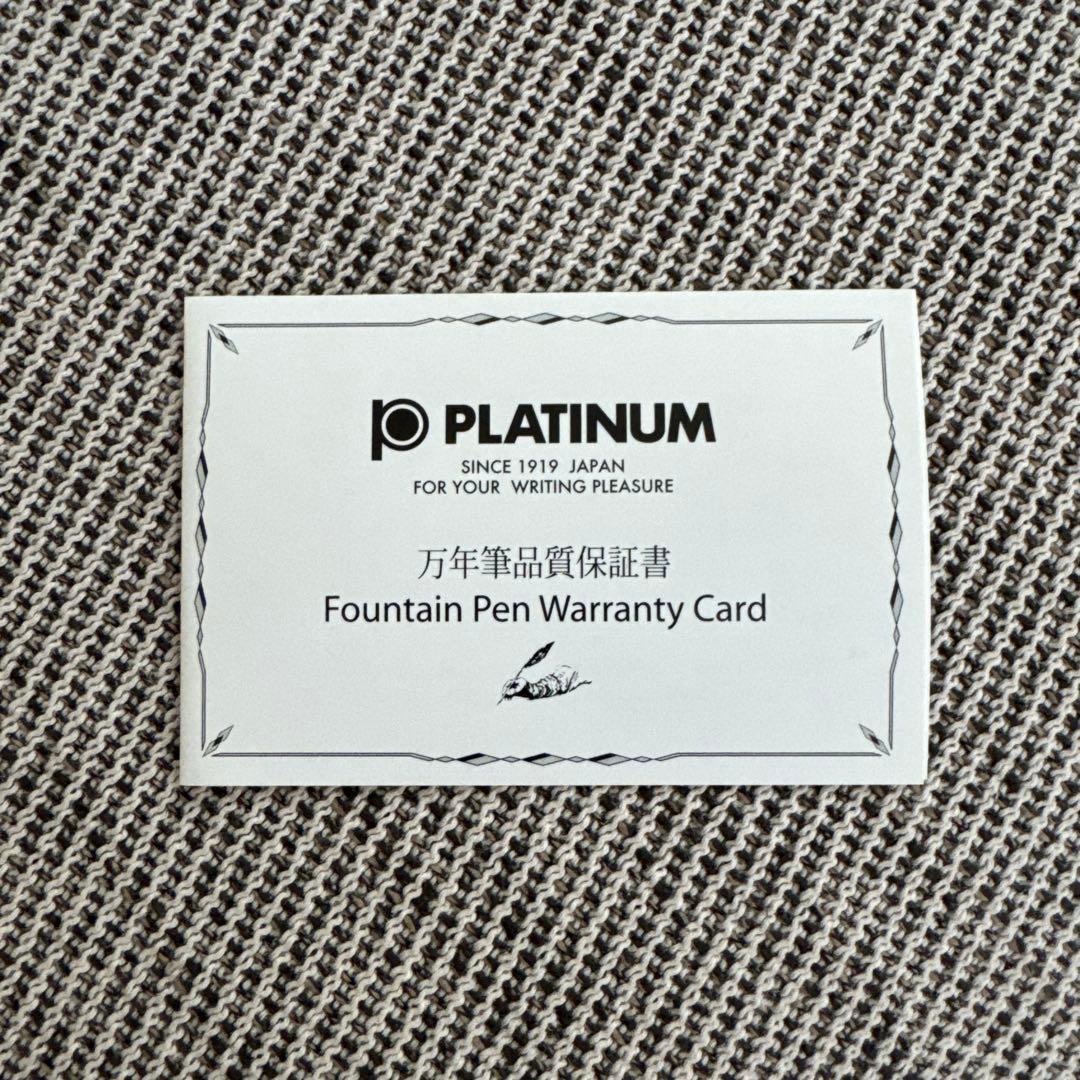 PLATINUM
SINCE 1919 JAPAN
FOR YOUR WRITING PLEASURE
万年筆品質保証書
Fountain Pen Warranty Card